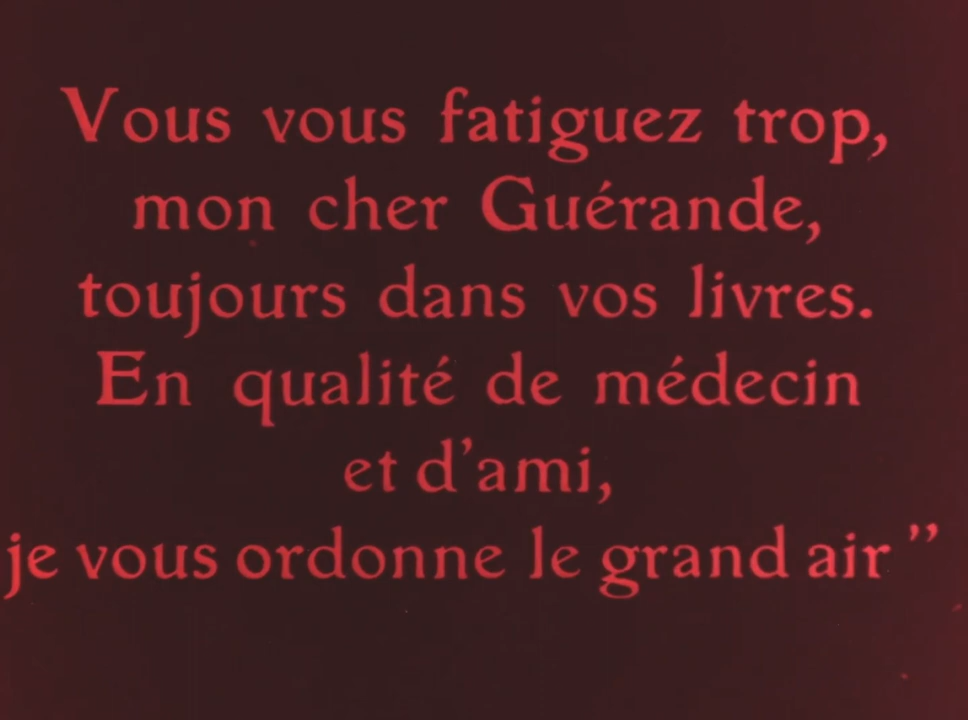 Vous vous fatiguez trop,
mon cher Guérande,
toujours dans vos livres.
En qualité de médecin
et d'ami,
je vous ordonne le grand air "